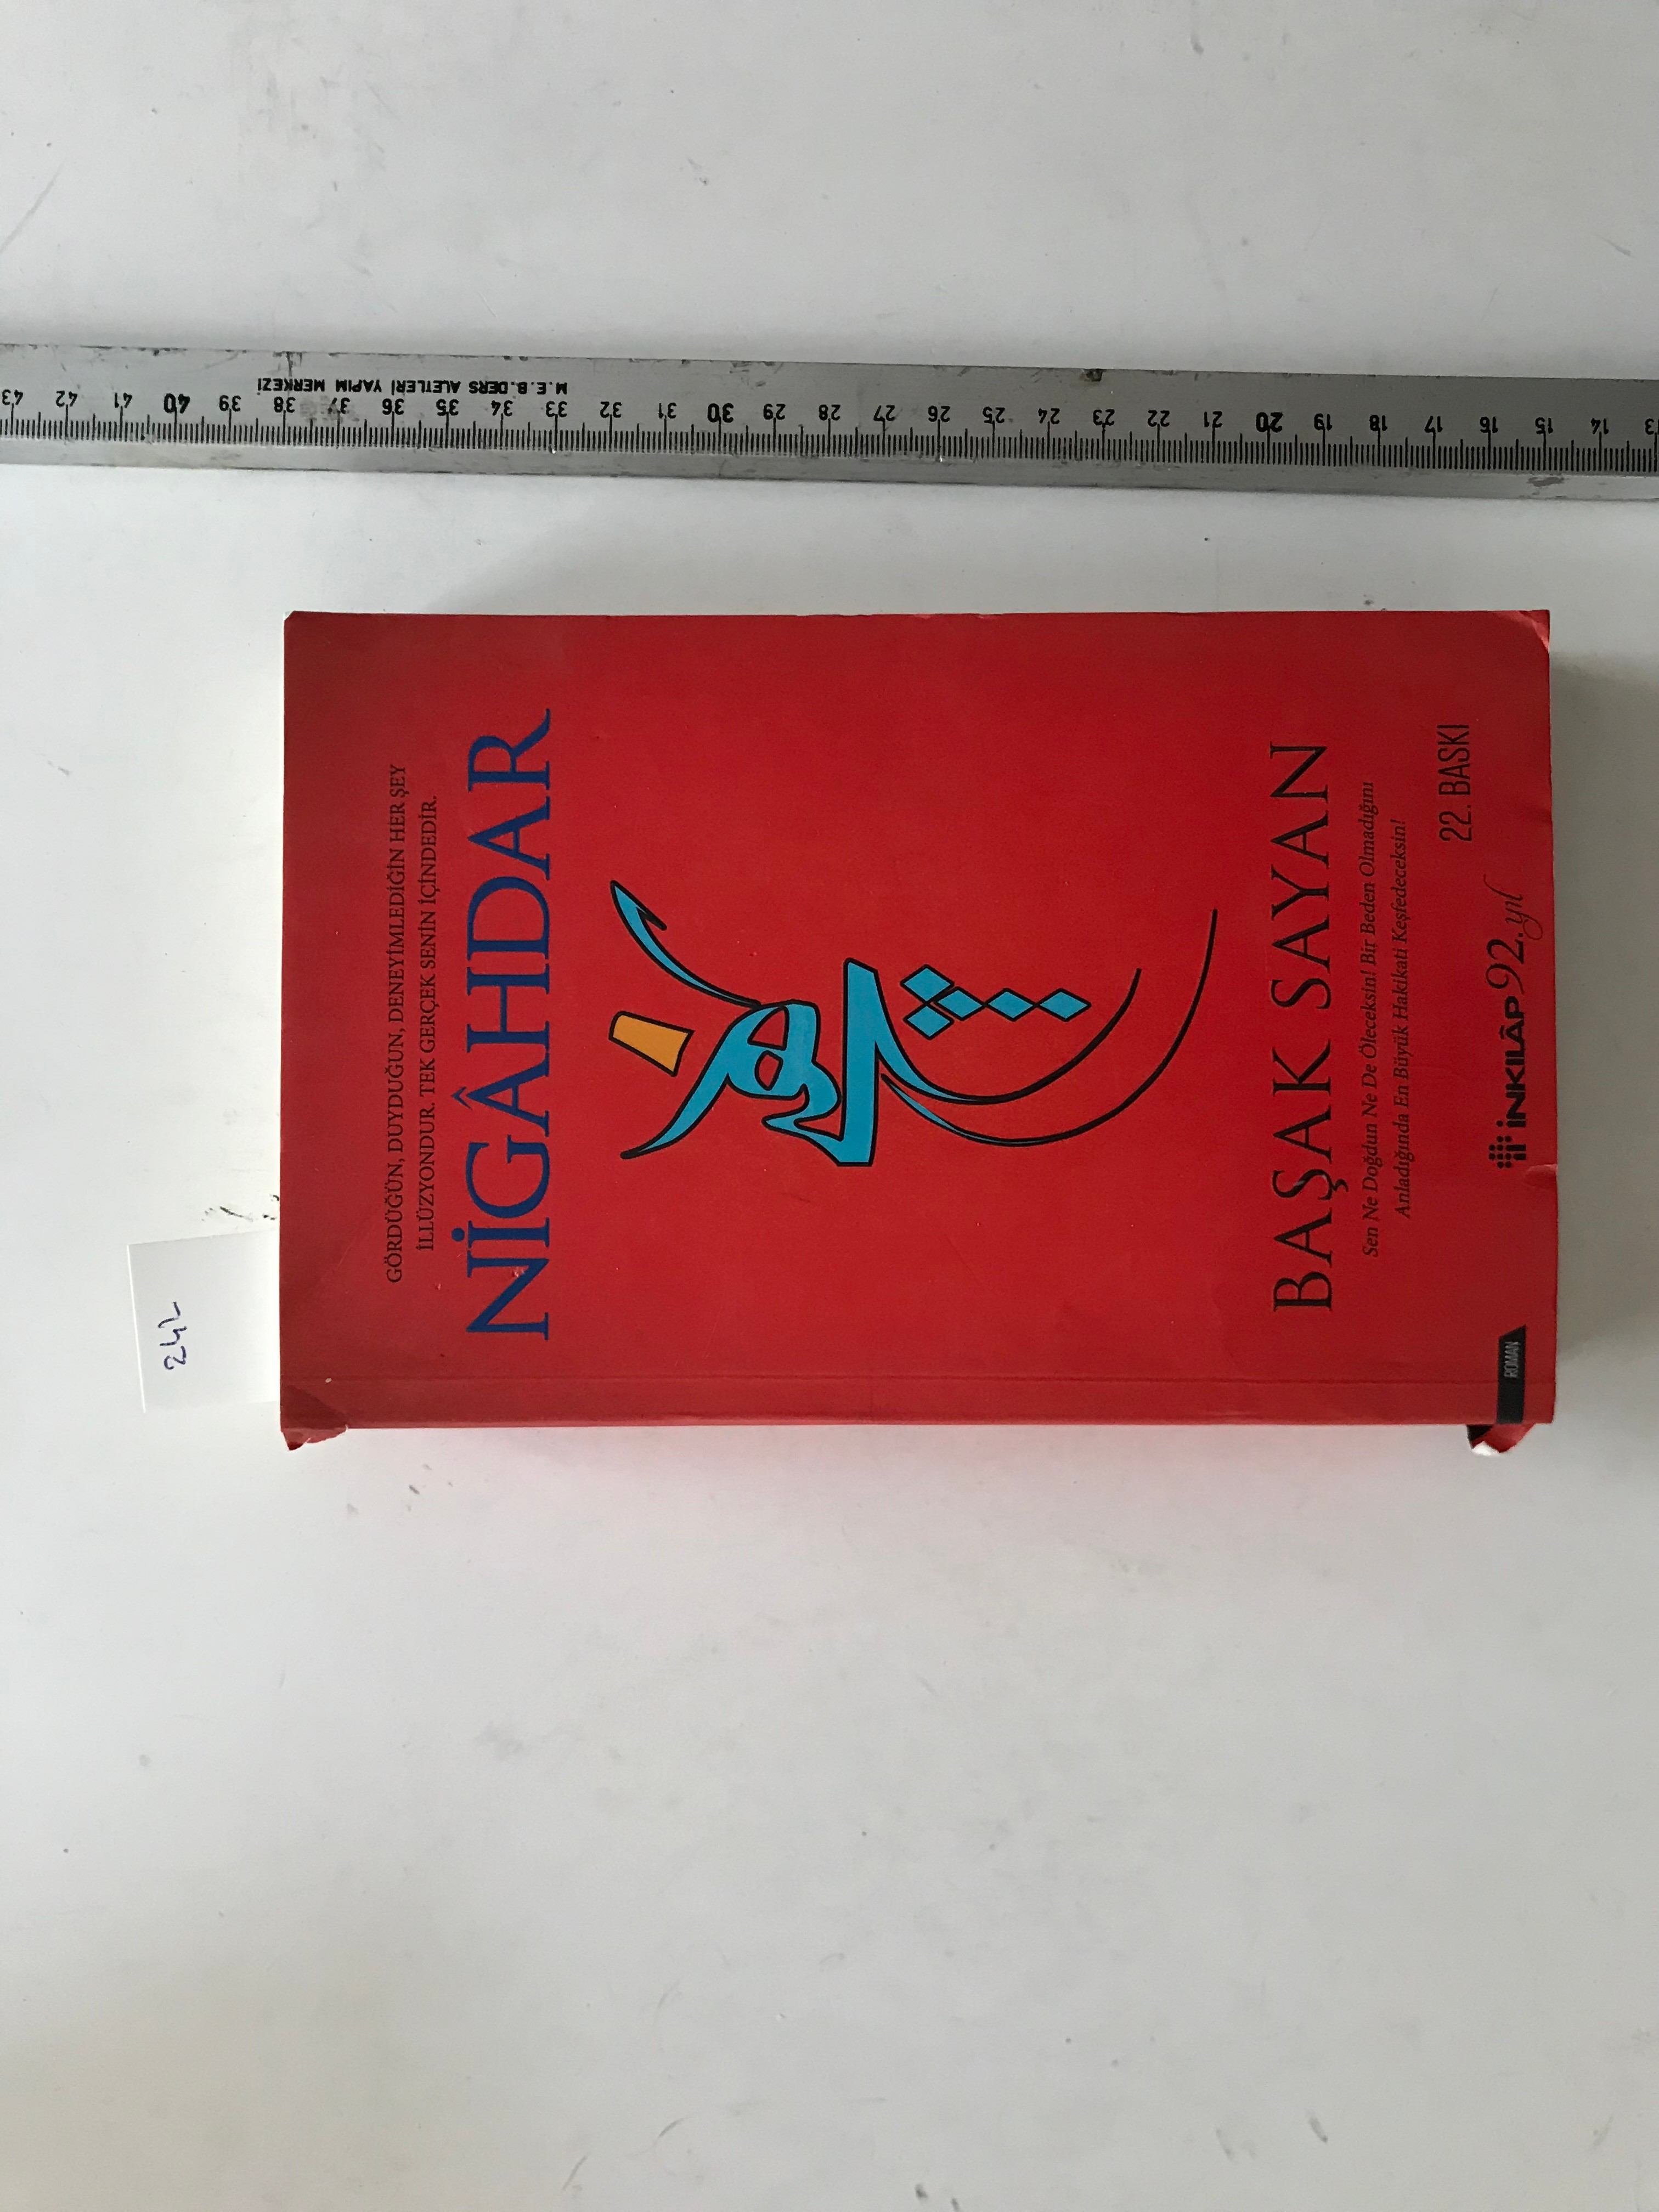 M.E.B.DERS ALETLERİ YAPIM MERKEZİ
43 42 41 40 39 38 37 36 35 34 33 32 31 30 29 28 27 26 25 24 23 22 21 20 19 18 17 16 15 14
242
GÖRDÜĞÜN, DUYDUĞUN, DENEYİMLEDİĞİN HER ŞEY
İLLÜZYONDUR. TEK GERÇEK SENİN İÇİNDEDİR.
NİGÂHDAR
BAŞAK SAYAN
Sen Ne Doğdun Ne De Öleceksin! Bir Beden Olmadığını
Anladığında En Büyük Hakikati Keşfedeceksin!
22. BASKI
İNKILÂP 92.yıl
ROMAN